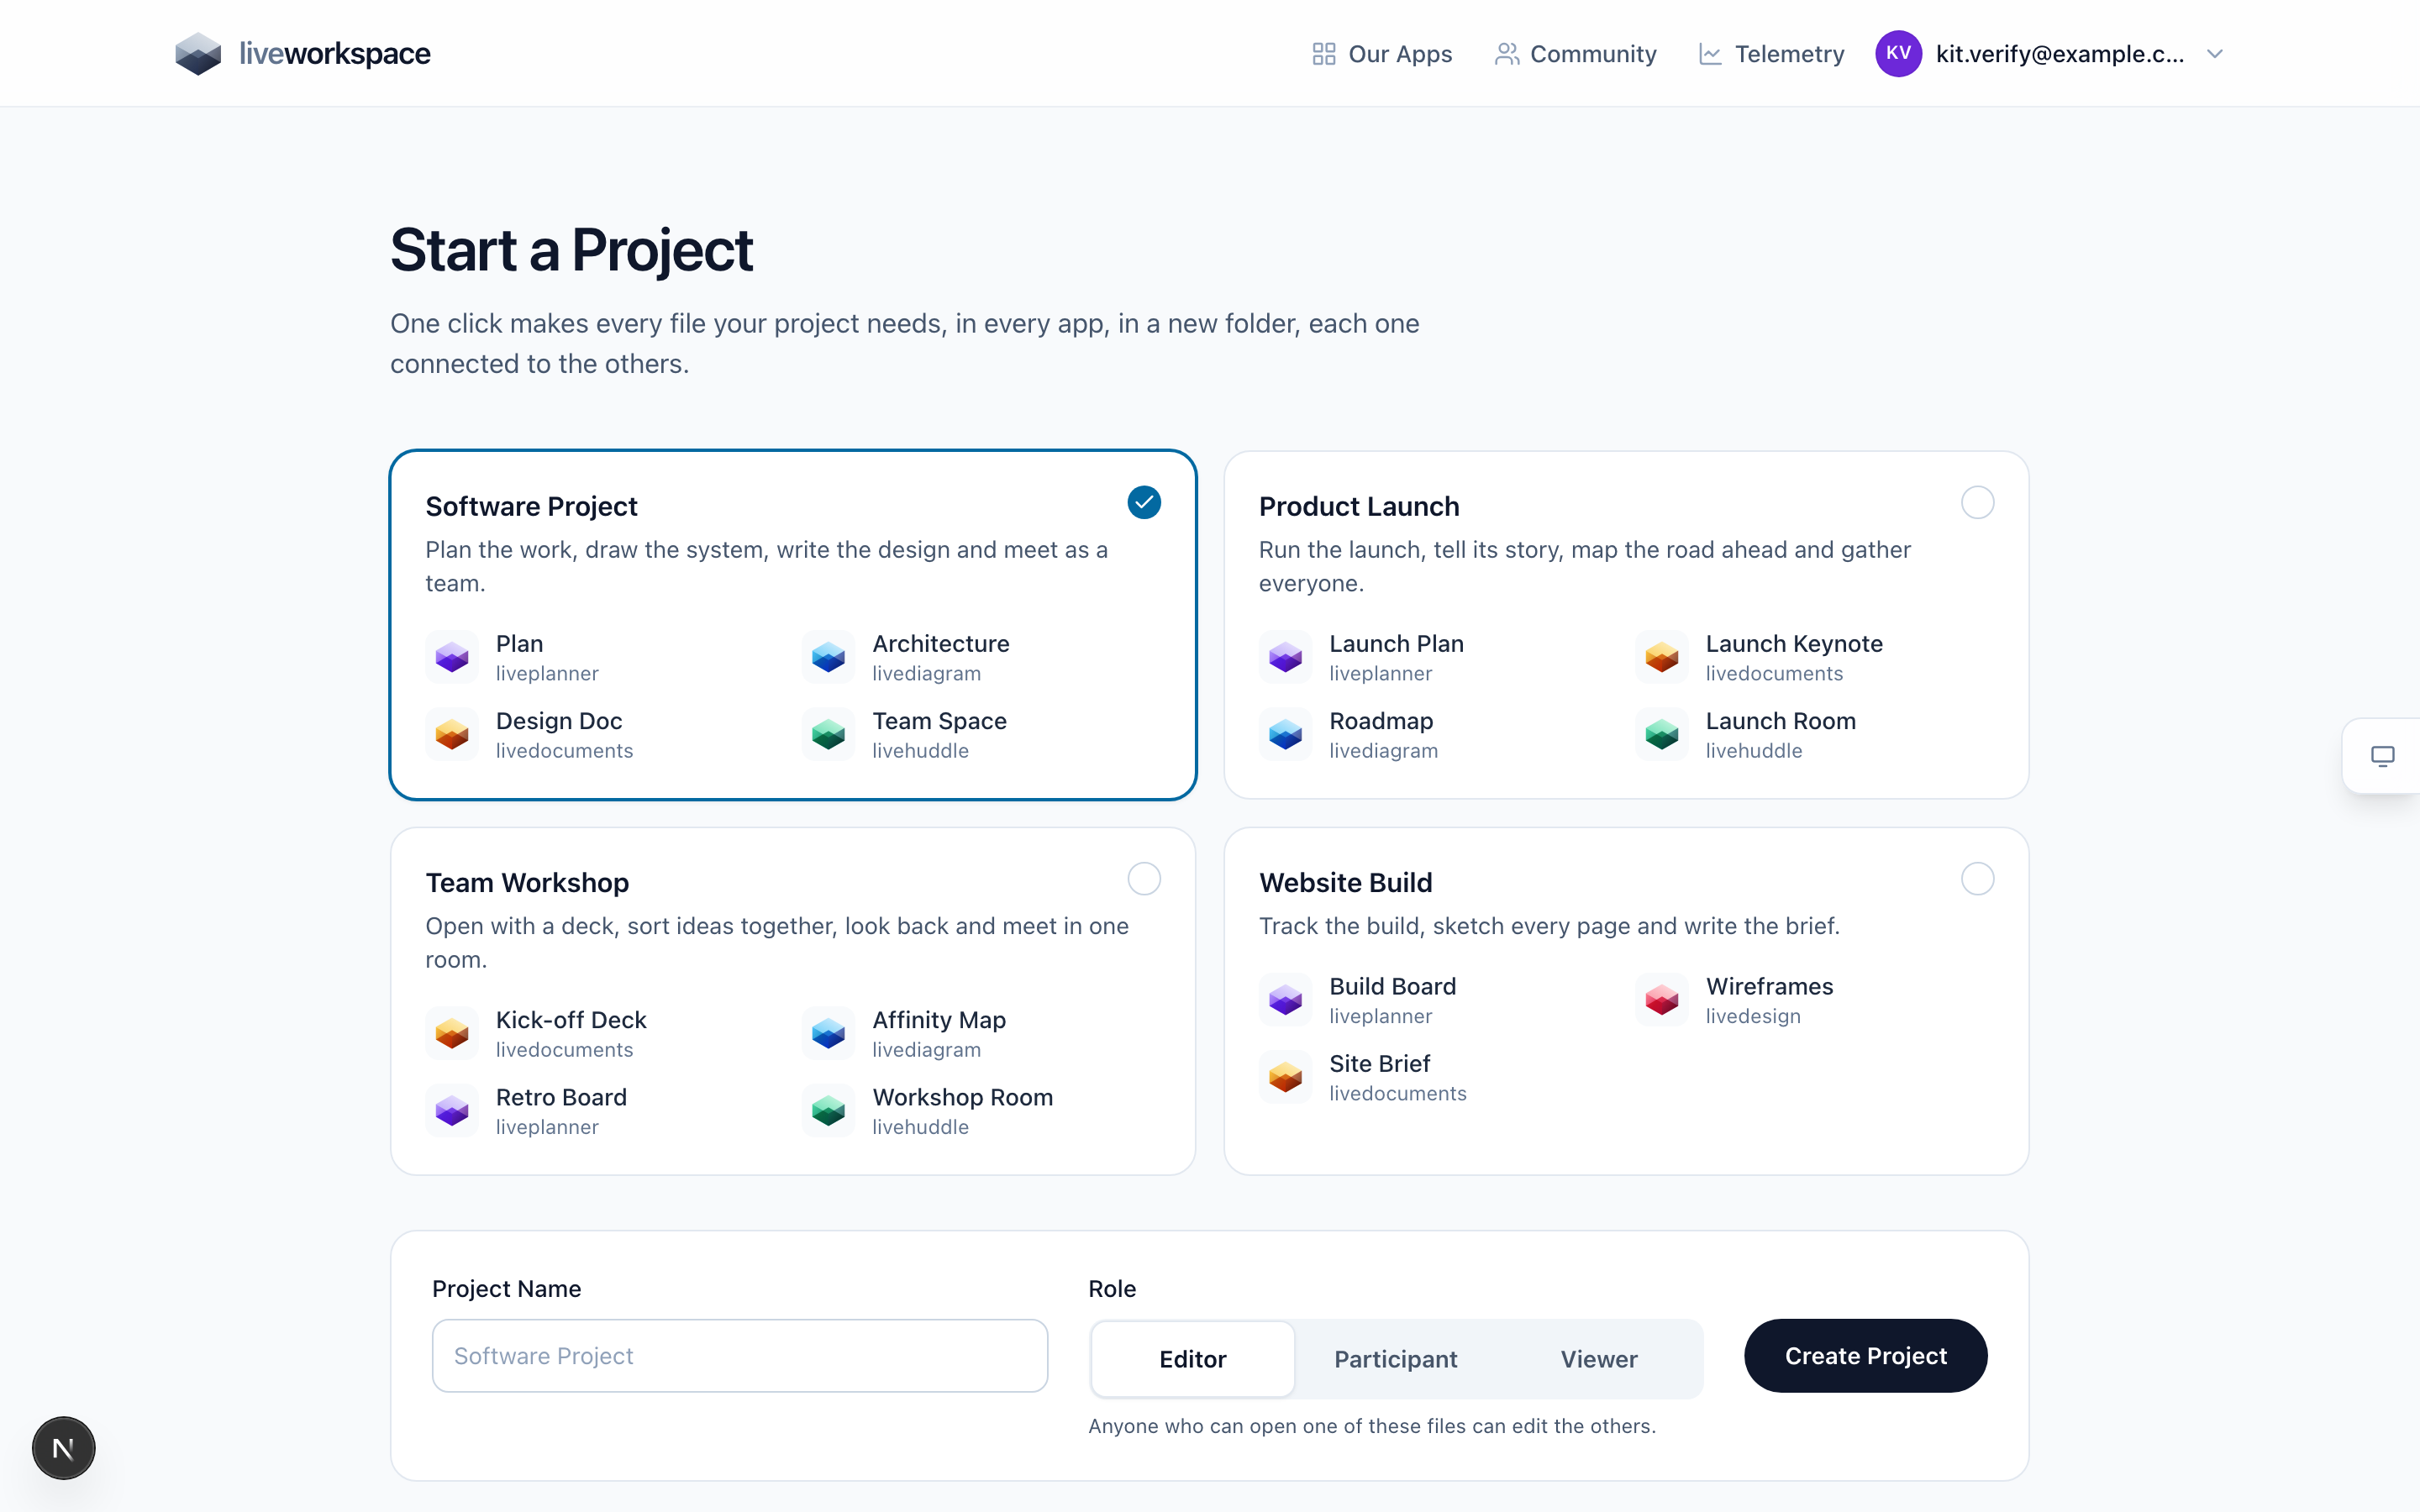 liveworkspace
Our Apps
Community
Telemetry
KV
kit.verify@example.c...
Start a Project
One click makes every file your project needs, in every app, in a new folder, each one
connected to the others.
Software Project
Plan the work, draw the system, write the design and meet as a
team.
Plan
liveplanner
Architecture
livediagram
Design Doc
livedocuments
Team Space
livehuddle
Product Launch
Run the launch, tell its story, map the road ahead and gather
everyone.
Launch Plan
liveplanner
Launch Keynote
livedocuments
Roadmap
livediagram
Launch Room
livehuddle
Team Workshop
Open with a deck, sort ideas together, look back and meet in one
room.
Kick-off Deck
livedocuments
Affinity Map
livediagram
Retro Board
liveplanner
Workshop Room
livehuddle
Website Build
Track the build, sketch every page and write the brief.
Build Board
liveplanner
Wireframes
livedesign
Site Brief
livedocuments
Project Name
Software Project
Role
Editor
Participant
Viewer
Create Project
Anyone who can open one of these files can edit the others.
N